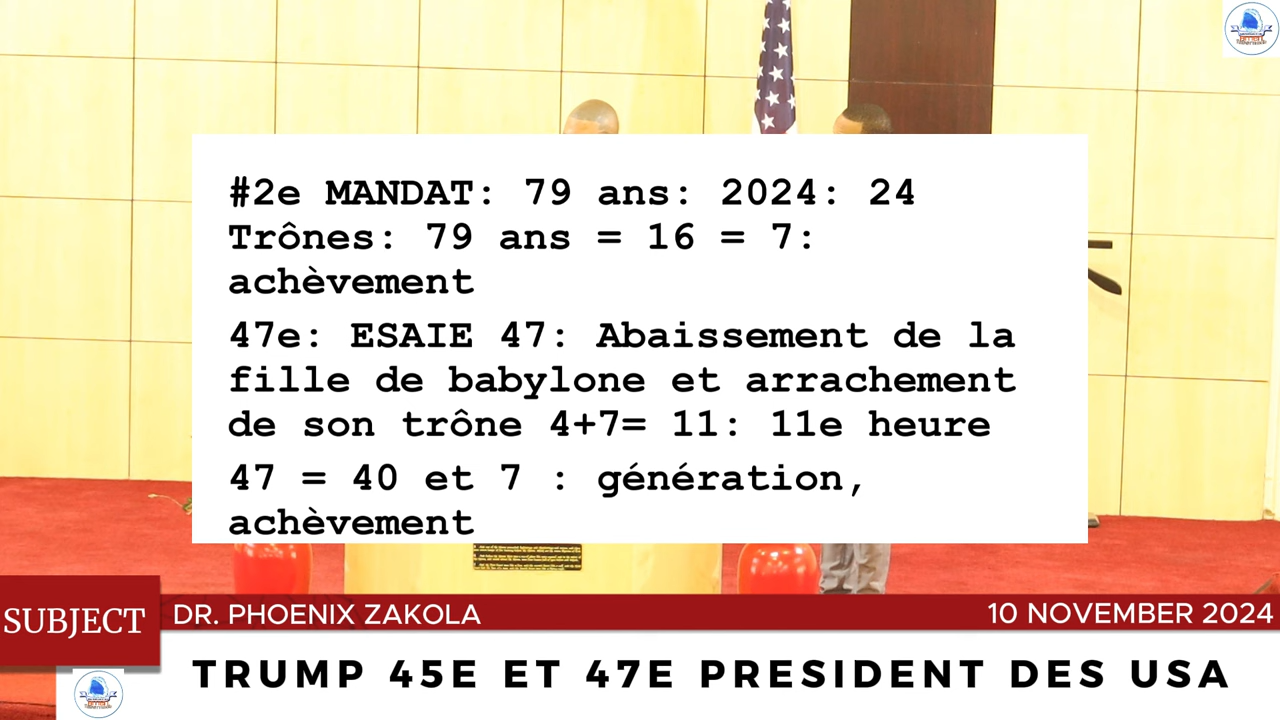 #2e MANDAT: 79 ans: 2024: 24
Trônes: 79 ans = 16 = 7:
achèvement
47e: ESAIE 47: Abaissement de la
fille de babylone et arrachement
de son trône 4+7= 11: 11e heure
47 = 40 et 7 : génération,
achèvement
SUBJECT
DR. PHOENIX ZAKOLA
10 NOVEMBER 2024
TRUMP 45E ET 47E PRESIDENT DES USA